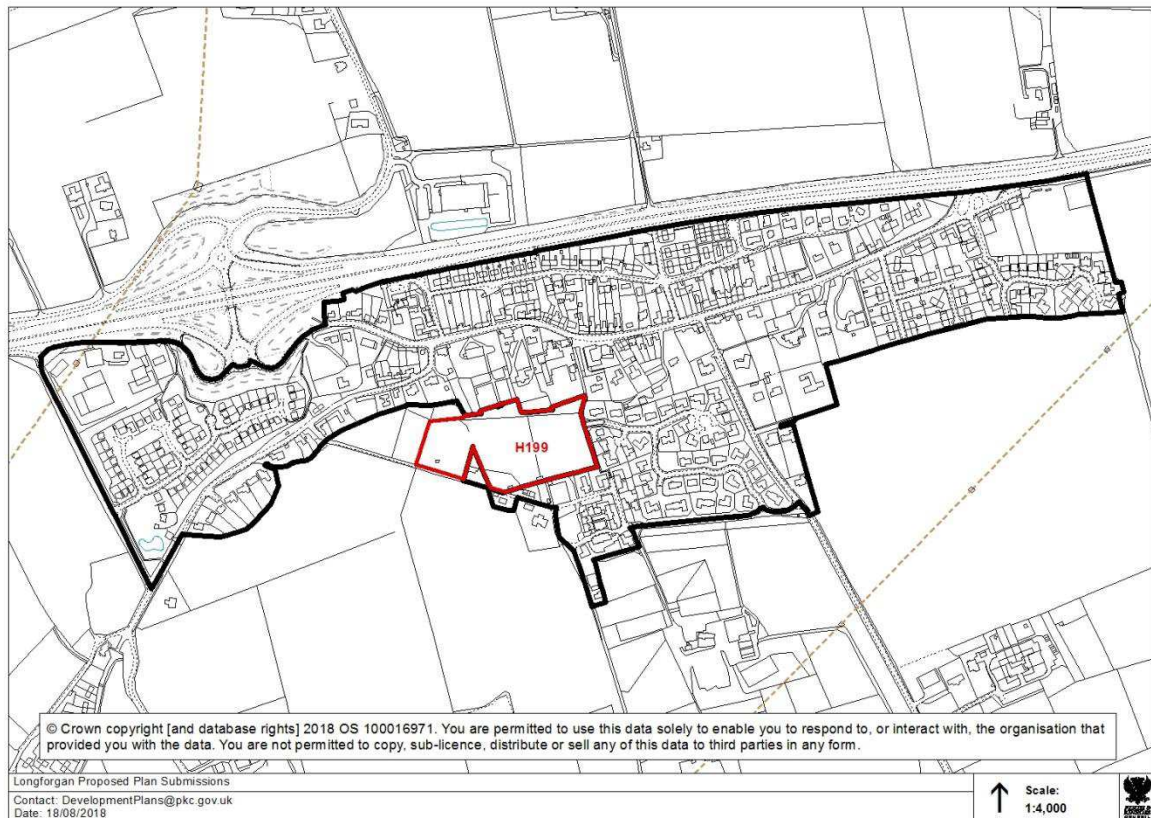 H199
© Crown copyright [and database rights] 2018 OS 100016971. You are permitted to use this data solely to enable you to respond to, or interact with, the organisation that
provided you with the data. You are not permitted to copy, sub-licence, distribute or sell any of this data to third parties in any form.
Longforgan Proposed Plan Submissions
Contact: DevelopmentPlans@pkc.gov.uk
Date: 18/08/2018
Scale:
1:4,000